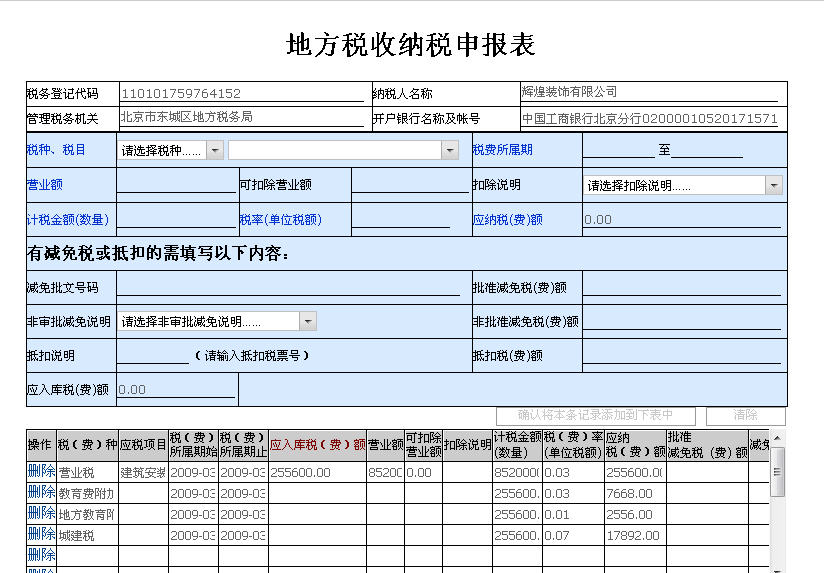 地方税收纳税申报表
税务登记代码 110101759764152 纳税人名称 辉煌装饰有限公司
管理税务机关 北京市东城区地方税务局 开户银行名称及帐号 中国工商银行北京分行02000010520171571
税种、税目 请选择税种...... 税费所属期 至
营业额 可扣除营业额 扣除说明 请选择扣除说明......
计税金额(数量) 税率(单位税额) 应纳税(费)额 0.00
有减免税或抵扣的需填写以下内容：
减免批文号码 批准减免税(费)额
非审批减免说明 请选择非审批减免说明...... 非批准减免税(费)额
抵扣说明 （请输入抵扣税票号） 抵扣税(费)额
应入库税(费)额 0.00
确认将本条记录添加到下表中 清除
操作 税（费）种 应税项目 税（费）所属期始 税（费）所属期止 应入库税（费）额 营业额 可扣除营业额 扣除说明 计税金额(数量) 税（费）率(单位税额) 应纳税（费）额 批准减免税（费）额 减免
删除 营业税 建筑安装 2009-03 2009-03 255600.00 85200 0.00 8520000 0.03 255600.00
删除 教育费附加 2009-03 2009-03 255600. 0.03 7668.00
删除 地方教育附 2009-03 2009-03 255600. 0.01 2556.00
删除 城建税 2009-03 2009-03 255600. 0.07 17892.00
删除
删除